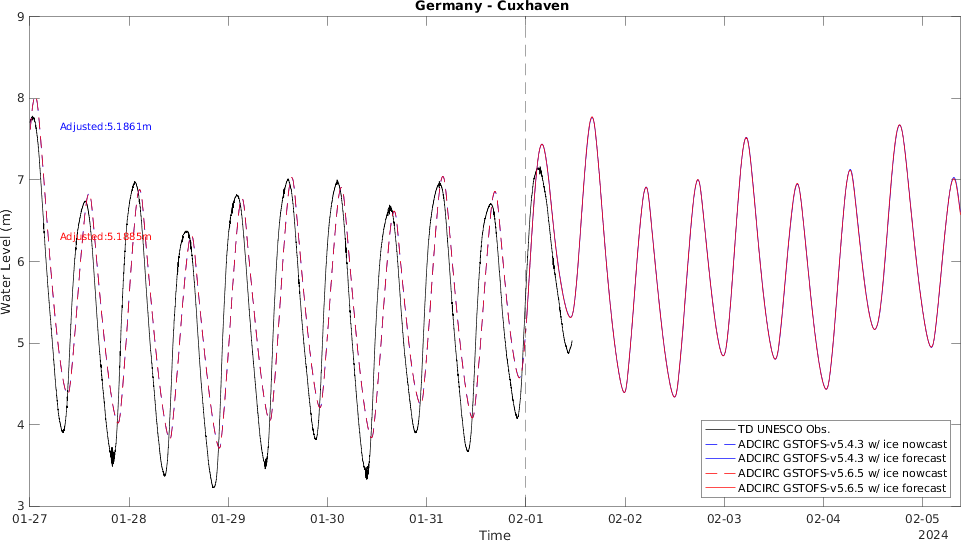 Germany - Cuxhaven
9
8
7
6
5
4
3
Water Level (m)
Adjusted:5.1861m
Adjusted:5.1885m
TD UNESCO Obs.
ADCIRC GSTOFS-v5.4.3 w/ ice nowcast
ADCIRC GSTOFS-v5.4.3 w/ ice forecast
ADCIRC GSTOFS-v5.6.5 w/ ice nowcast
ADCIRC GSTOFS-v5.6.5 w/ ice forecast
01-27 01-28 01-29 01-30 01-31 02-01 02-02 02-03 02-04 02-05
Time
2024